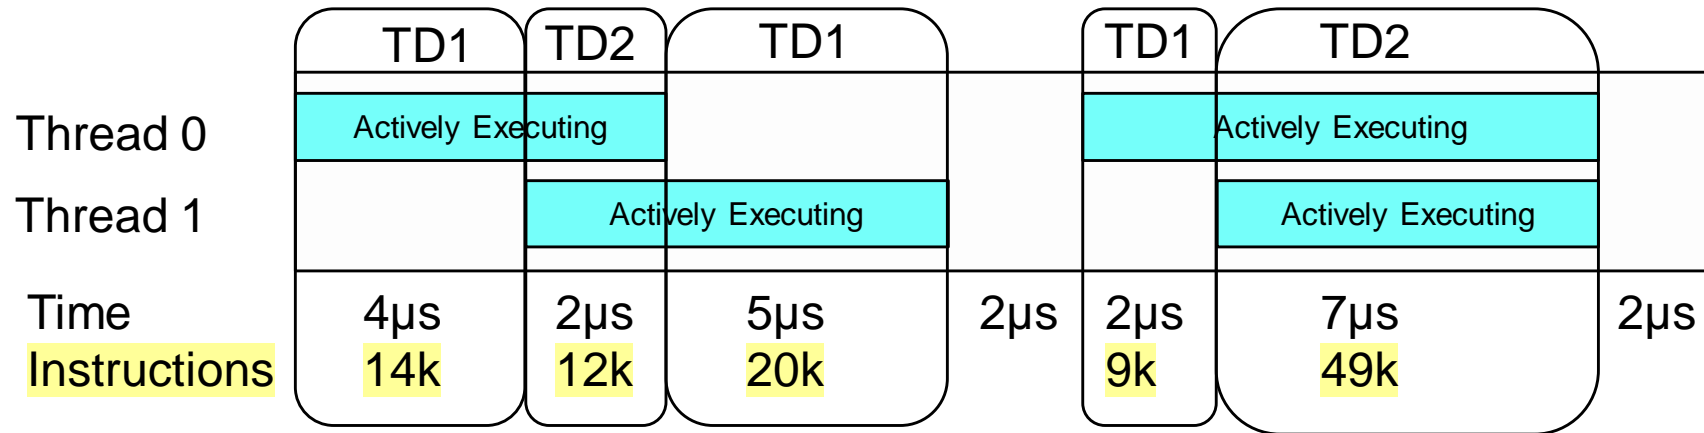 TD1 TD2 TD1 TD1 TD2
Thread 0 Actively Executing Actively Executing
Thread 1 Actively Executing Actively Executing
Time 4µs 2µs 5µs 2µs 2µs 7µs 2µs
Instructions 14k 12k 20k 9k 49k